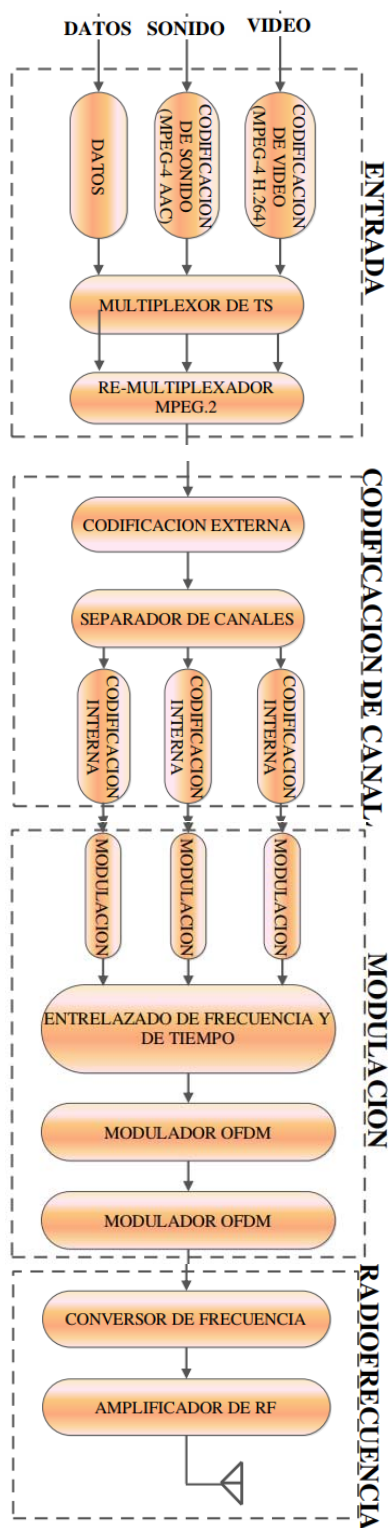 DATOS SONIDO VIDEO
DATOS
CODIFICACION
DE SONIDO
(MPEG-4 AAC)
CODIFICACION
DE VIDEO
(MPEG-4 H.264)
ENTRADA
MULTIPLEXOR DE TS
RE-MULTIPLEXADOR
MPEG.2
CODIFICACION DE CANAL
CODIFICACION EXTERNA
SEPARADOR DE CANALES
CODIFICACION
INTERNA
CODIFICACION
INTERNA
CODIFICACION
INTERNA
MODULACION
MODULACION
MODULACION
MODULACION
ENTRELAZADO DE FRECUENCIA Y
DE TIEMPO
MODULADOR OFDM
MODULADOR OFDM
RADIOFRECUENCIA
CONVERSOR DE FRECUENCIA
AMPLIFICADOR DE RF